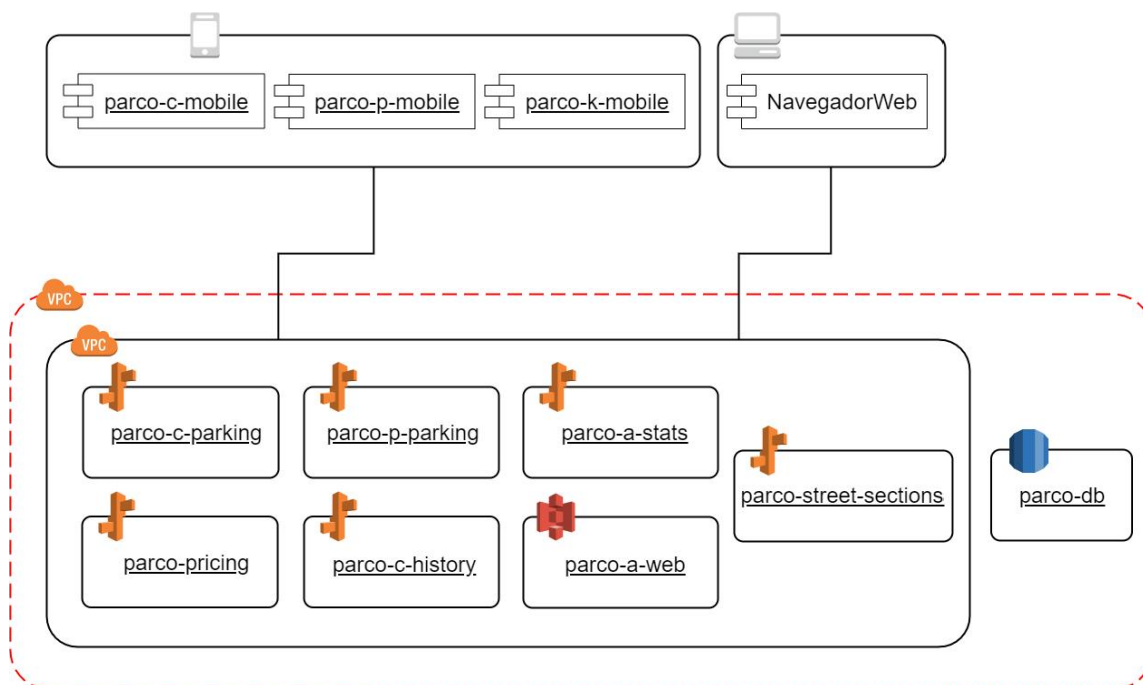 parco-c-mobile
parco-p-mobile
parco-k-mobile
NavegadorWeb
VPC
VPC
parco-c-parking
parco-p-parking
parco-a-stats
parco-street-sections
parco-db
parco-pricing
parco-c-history
parco-a-web